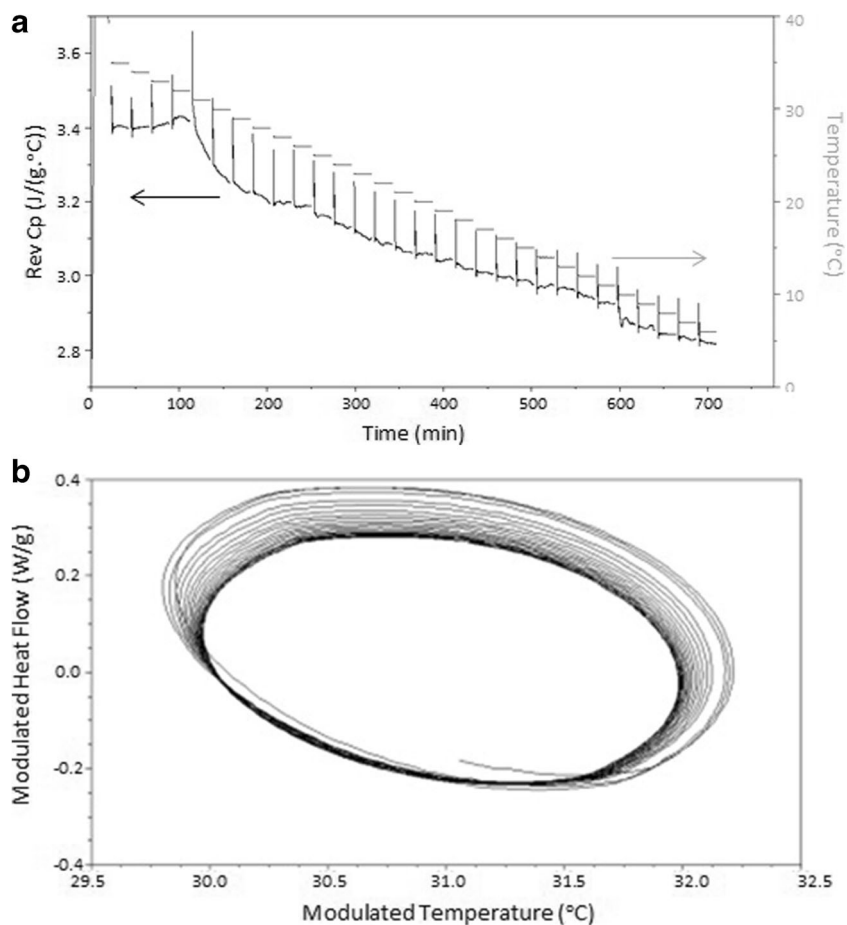 a
3.6
3.4
3.2
3.0
2.8
Rev Cp (J/(g.°C))
40
30
20
10
0
Temperature (°C)
0 100 200 300 400 500 600 700
Time (min)
b
0.4
0.2
0.0
-0.2
-0.4
Modulated Heat Flow (W/g)
29.5 30.0 30.5 31.0 31.5 32.0 32.5
Modulated Temperature (°C)